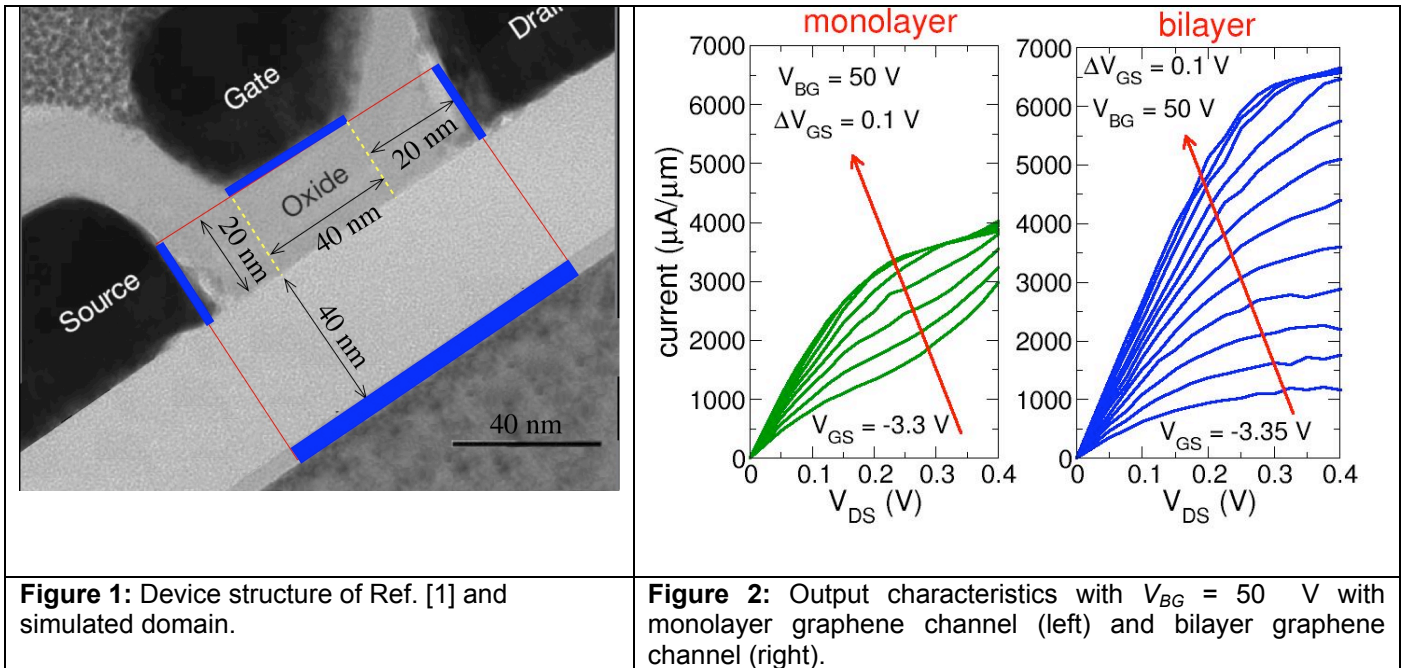 Gate
Drai
Source
Oxide
20 nm
20 nm
40 nm
40 nm
40 nm
monolayer
bilayer
7000
6000
5000
4000
3000
2000
1000
0
current (μA/μm)
V_BG = 50 V
ΔV_GS = 0.1 V
V_GS = -3.3 V
0 0.1 0.2 0.3 0.4
V_DS (V)
7000
6000
5000
4000
3000
2000
1000
0
ΔV_GS = 0.1 V
V_BG = 50 V
V_GS = -3.35 V
0 0.1 0.2 0.3 0.4
V_DS (V)
Figure 1: Device structure of Ref. [1] and
simulated domain.
Figure 2: Output characteristics with V_BG = 50 V with
monolayer graphene channel (left) and bilayer graphene
channel (right).